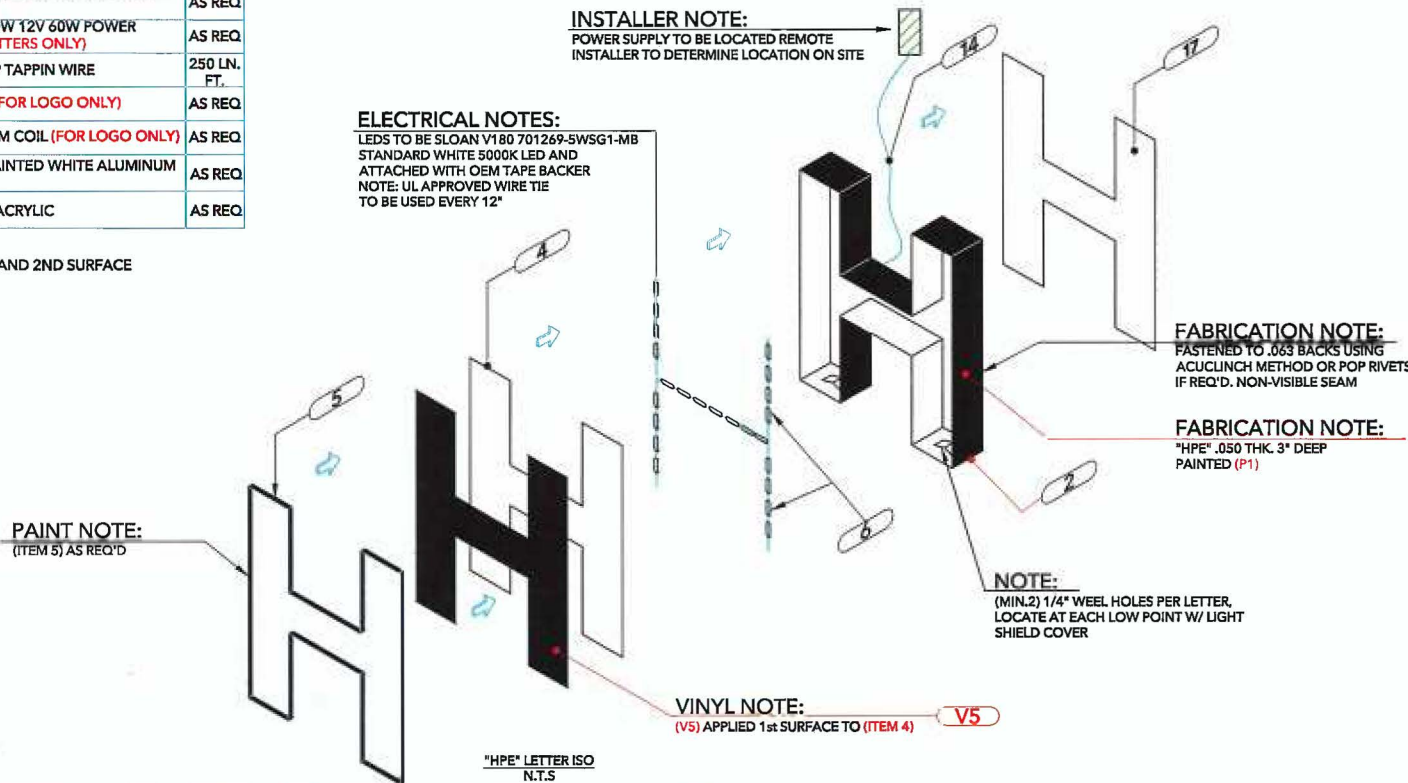 AS REQ
W 12V 60W POWER
TTERS ONLY)
AS REQ
TAPPIN WIRE
250 LN.
FT.
FOR LOGO ONLY)
AS REQ
M COIL (FOR LOGO ONLY)
AS REQ
AINTED WHITE ALUMINUM
AS REQ
ACRYLIC
AS REQ
AND 2ND SURFACE
INSTALLER NOTE:
POWER SUPPLY TO BE LOCATED REMOTE
INSTALLER TO DETERMINE LOCATION ON SITE
14
17
ELECTRICAL NOTES:
LEDS TO BE SLOAN V180 701269-5WSG1-MB
STANDARD WHITE 5000K LED AND
ATTACHED WITH OEM TAPE BACKER
NOTE: UL APPROVED WIRE TIE
TO BE USED EVERY 12"
4
5
FABRICATION NOTE:
FASTENED TO .063 BACKS USING
ACUCLINCH METHOD OR POP RIVETS
IF REQ'D. NON-VISIBLE SEAM
FABRICATION NOTE:
"HPE" .050 THK. 3" DEEP
PAINTED (P1)
2
6
PAINT NOTE:
(ITEM 5) AS REQ'D
NOTE:
(MIN.2) 1/4" WEEL HOLES PER LETTER,
LOCATE AT EACH LOW POINT W/ LIGHT
SHIELD COVER
VINYL NOTE:
(V5) APPLIED 1st SURFACE TO (ITEM 4)
V5
"HPE" LETTER ISO
N.T.S